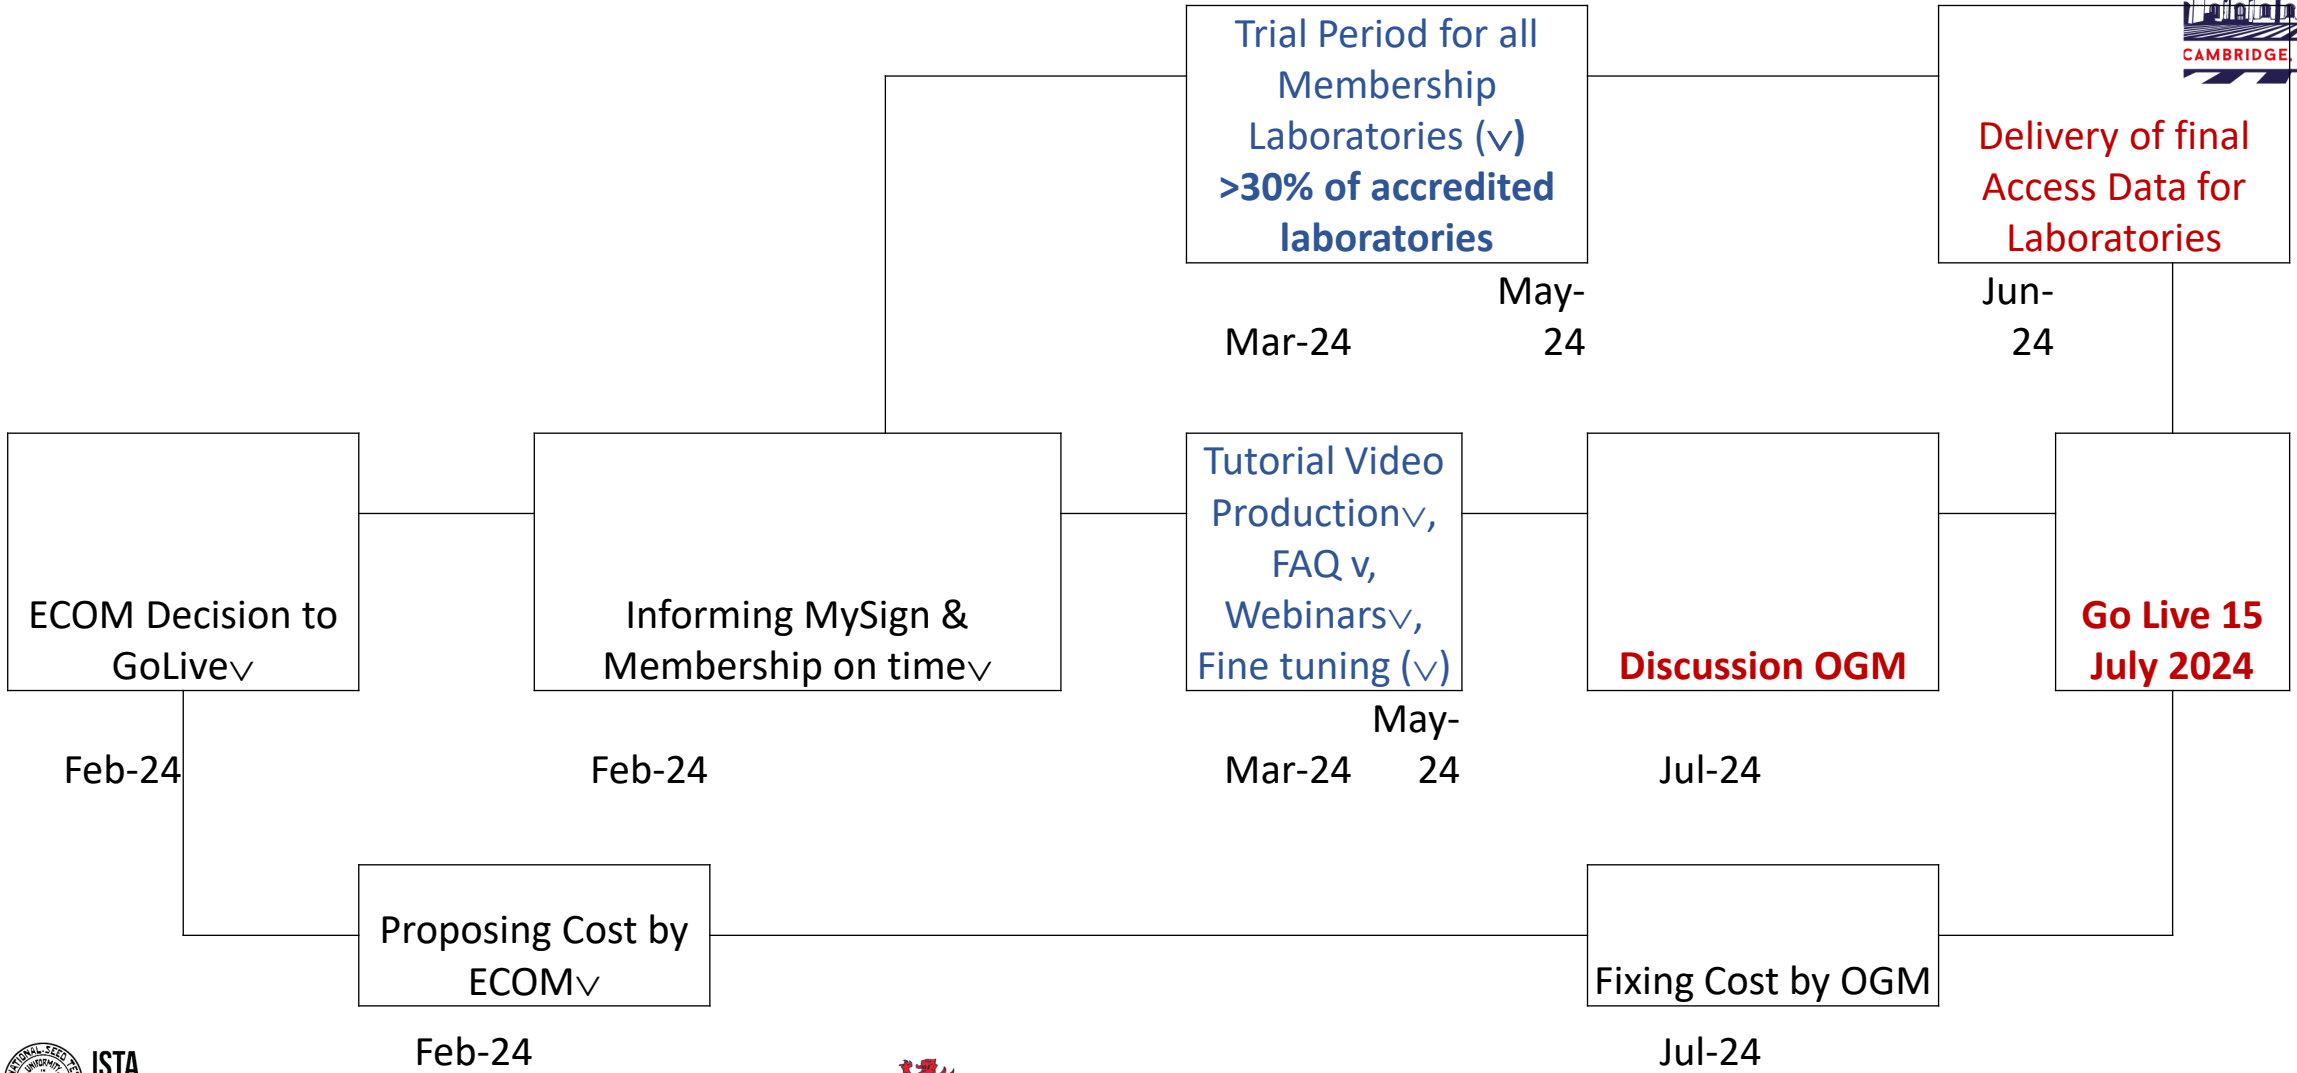 CAMBRIDGE
Trial Period for all
Membership
Laboratories (∨)
>30% of accredited
laboratories
Delivery of final
Access Data for
Laboratories
Mar-24
May-
24
Jun-
24
ECOM Decision to
GoLive∨
Informing MySign &
Membership on time∨
Tutorial Video
Production∨,
FAQ v,
Webinars∨,
Fine tuning (∨)
Discussion OGM
Go Live 15
July 2024
Feb-24
Feb-24
Mar-24
May-
24
Jul-24
Proposing Cost by
ECOM∨
Fixing Cost by OGM
Feb-24
Jul-24
ISTA